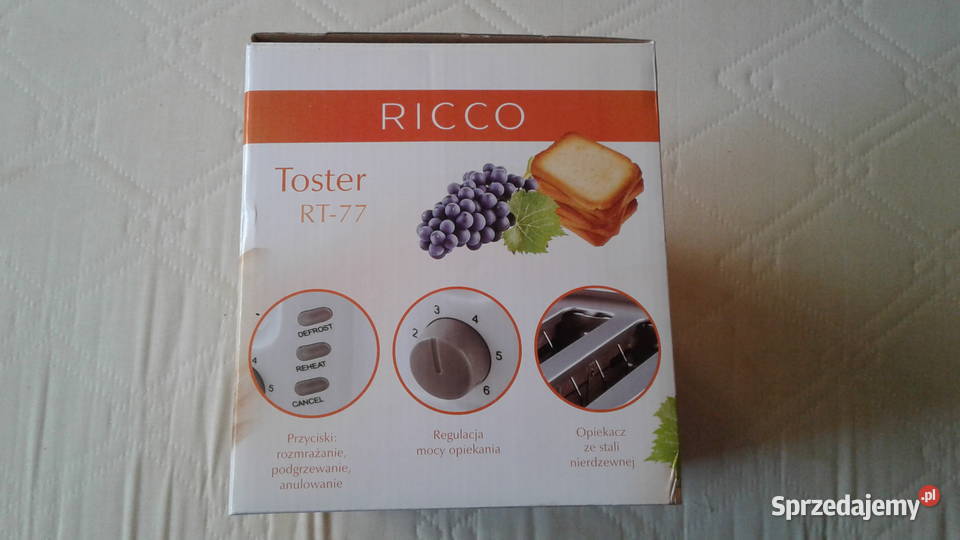 RICCO
Toster
RT-77
DEFROST
REHEAT
CANCEL
4
5
2
3
4
5
6
Przyciski:
rozmrażanie,
podgrzewanie,
anulowanie
Regulacja
mocy opiekania
Opiekacz
ze stali
nierdzewnej
Sprzedajemy.pl